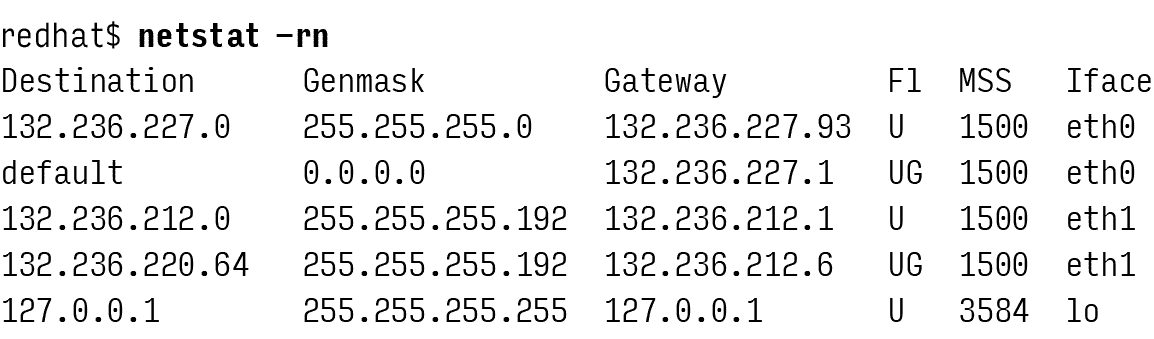 redhat$ netstat –rn
Destination Genmask Gateway Fl MSS Iface
132.236.227.0 255.255.255.0 132.236.227.93 U 1500 eth0
default 0.0.0.0 132.236.227.1 UG 1500 eth0
132.236.212.0 255.255.255.192 132.236.212.1 U 1500 eth1
132.236.220.64 255.255.255.192 132.236.212.6 UG 1500 eth1
127.0.0.1 255.255.255.255 127.0.0.1 U 3584 lo